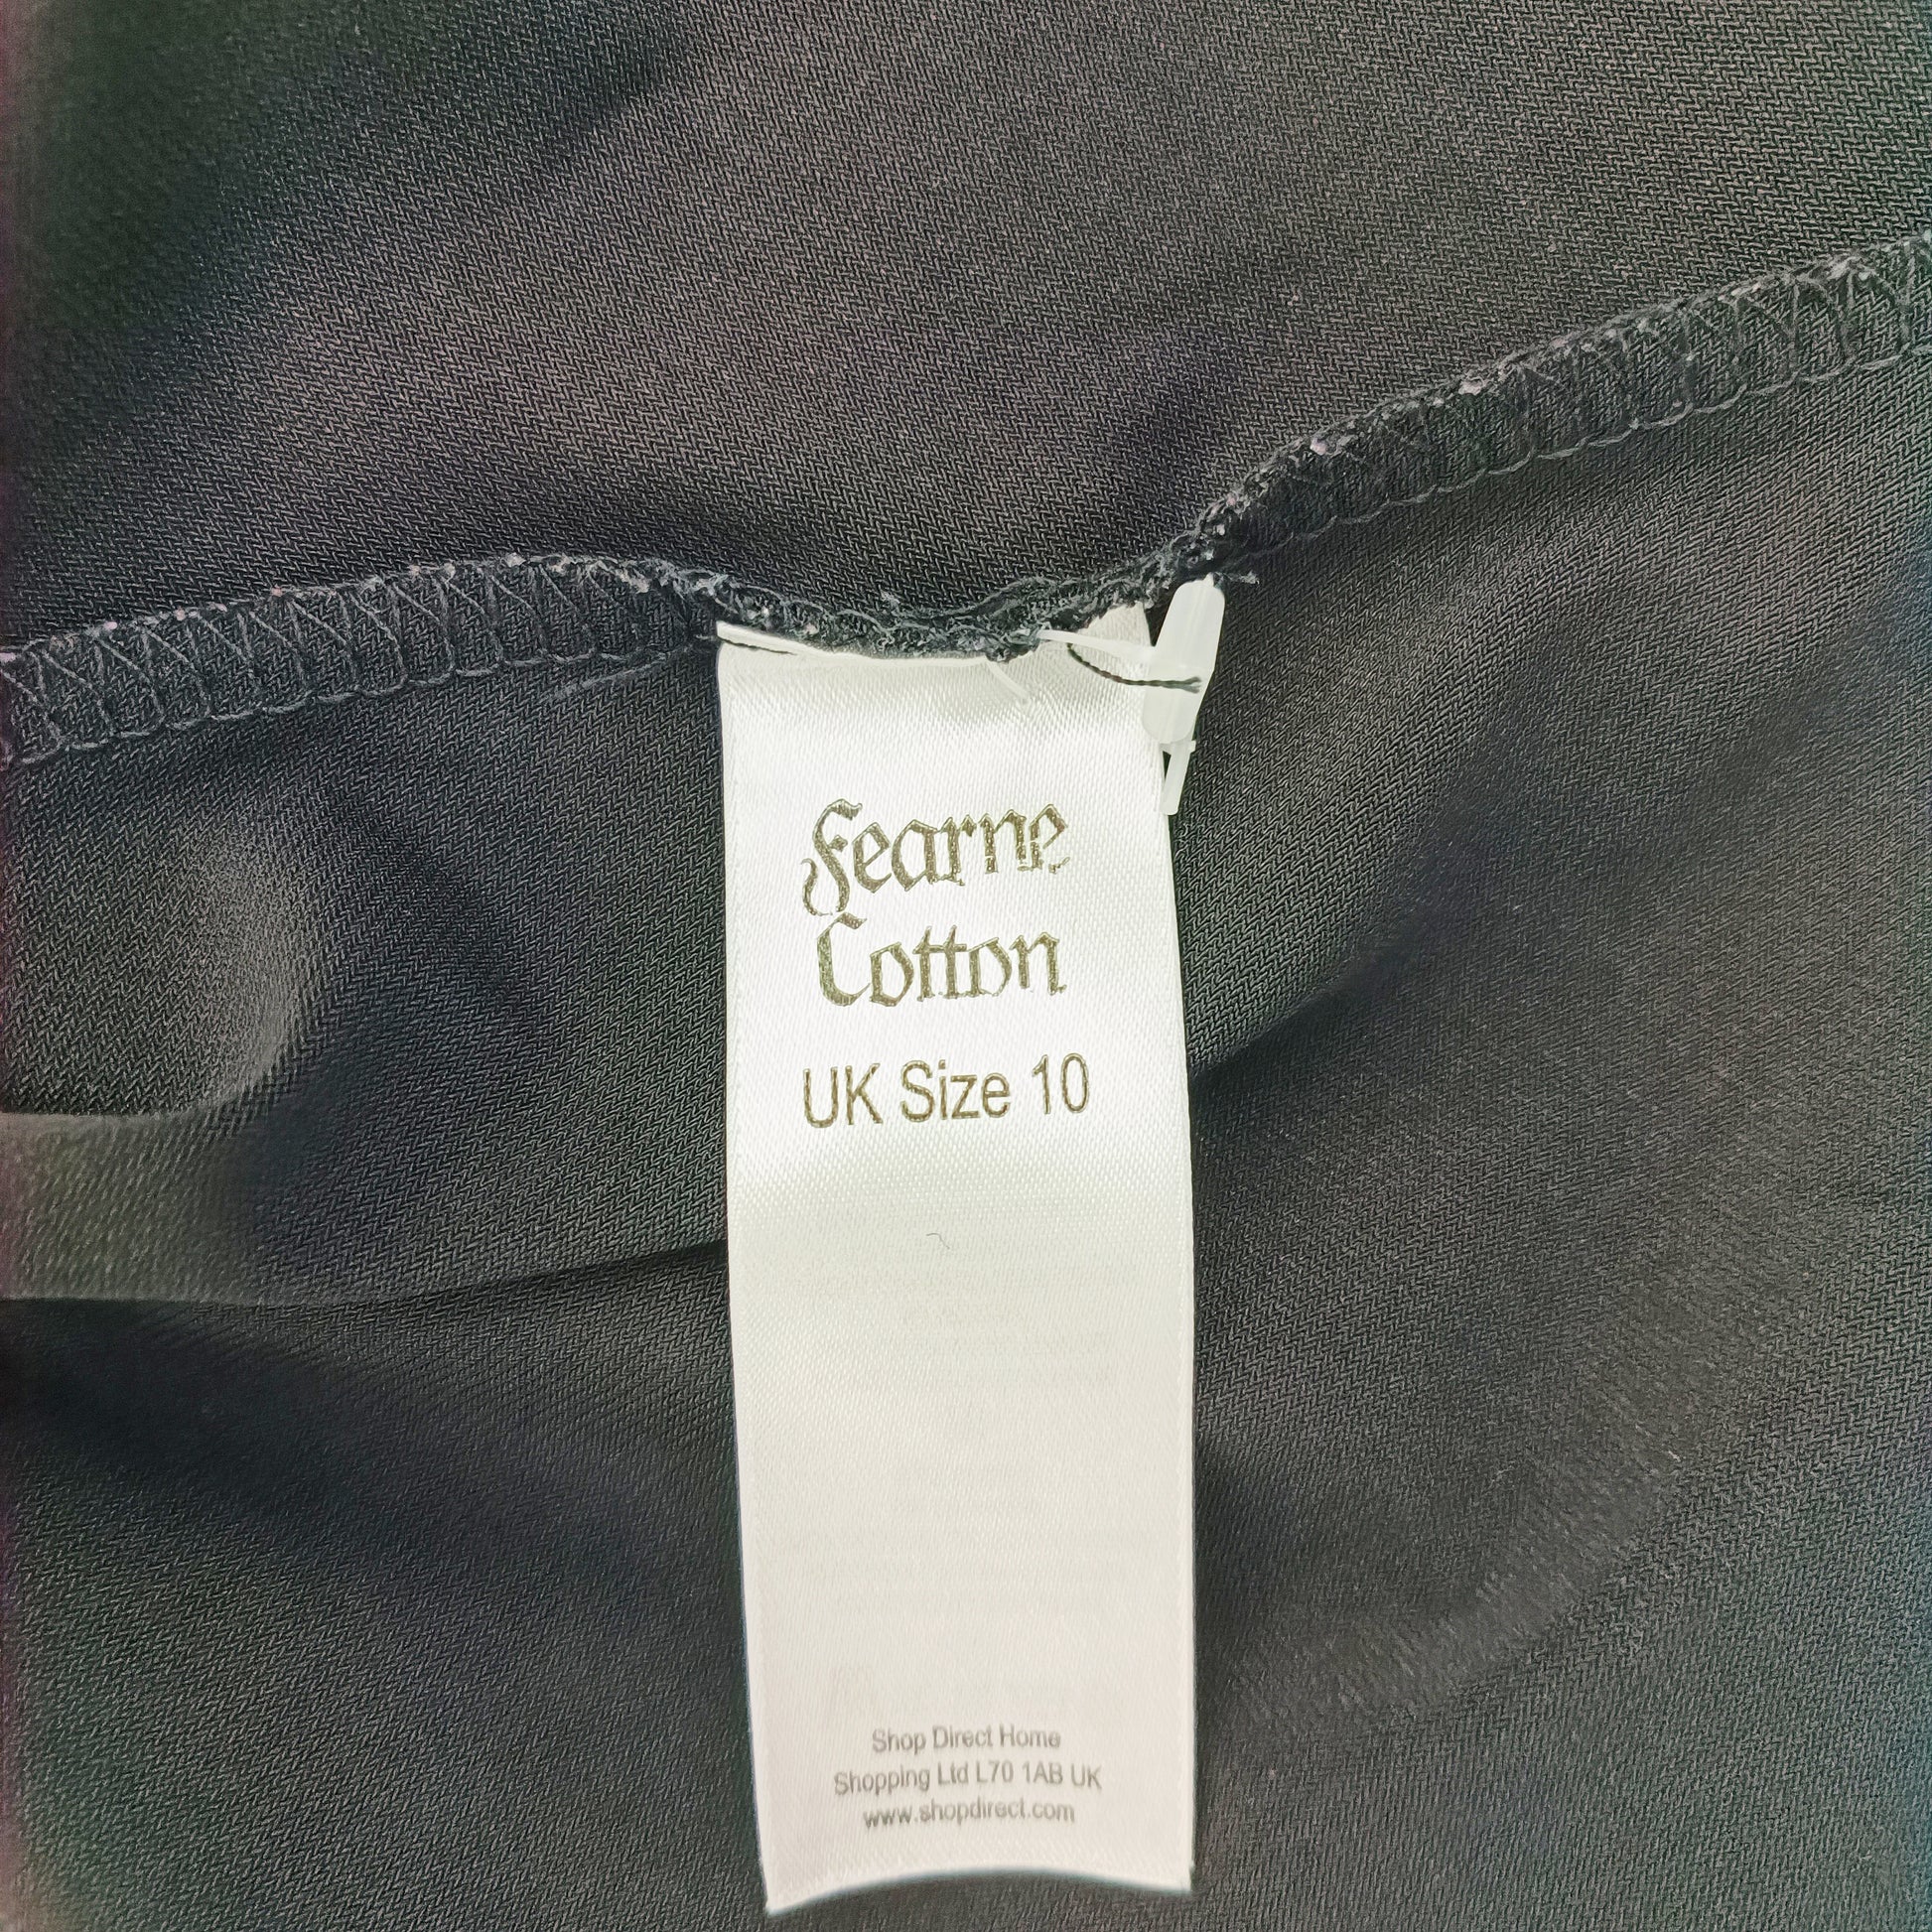 Fearne
Cotton
UK Size 10
Shop Direct Home
Shopping Ltd L70 1AB UK
www.shopdirect.com